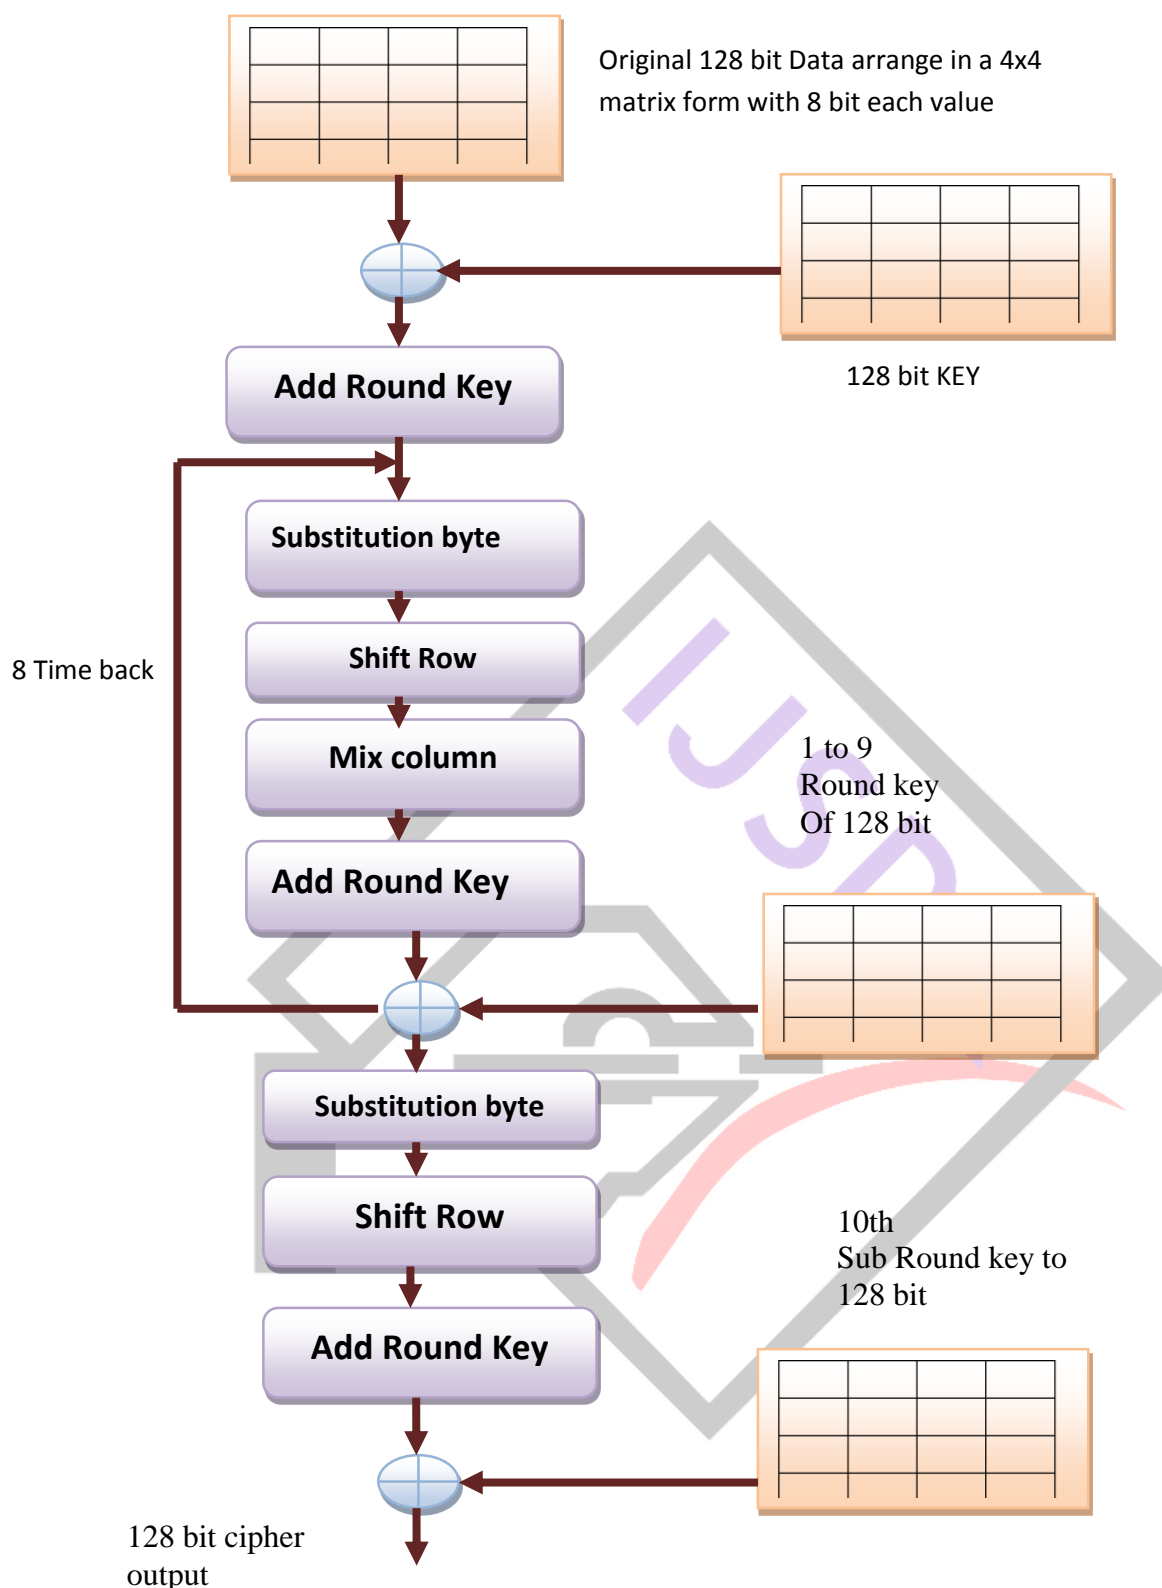 Original 128 bit Data arrange in a 4x4
matrix form with 8 bit each value
128 bit KEY
Add Round Key
Substitution byte
Shift Row
8 Time back
Mix column
1 to 9
Round key
Of 128 bit
Add Round Key
Substitution byte
Shift Row
10th
Sub Round key to
128 bit
Add Round Key
128 bit cipher
output